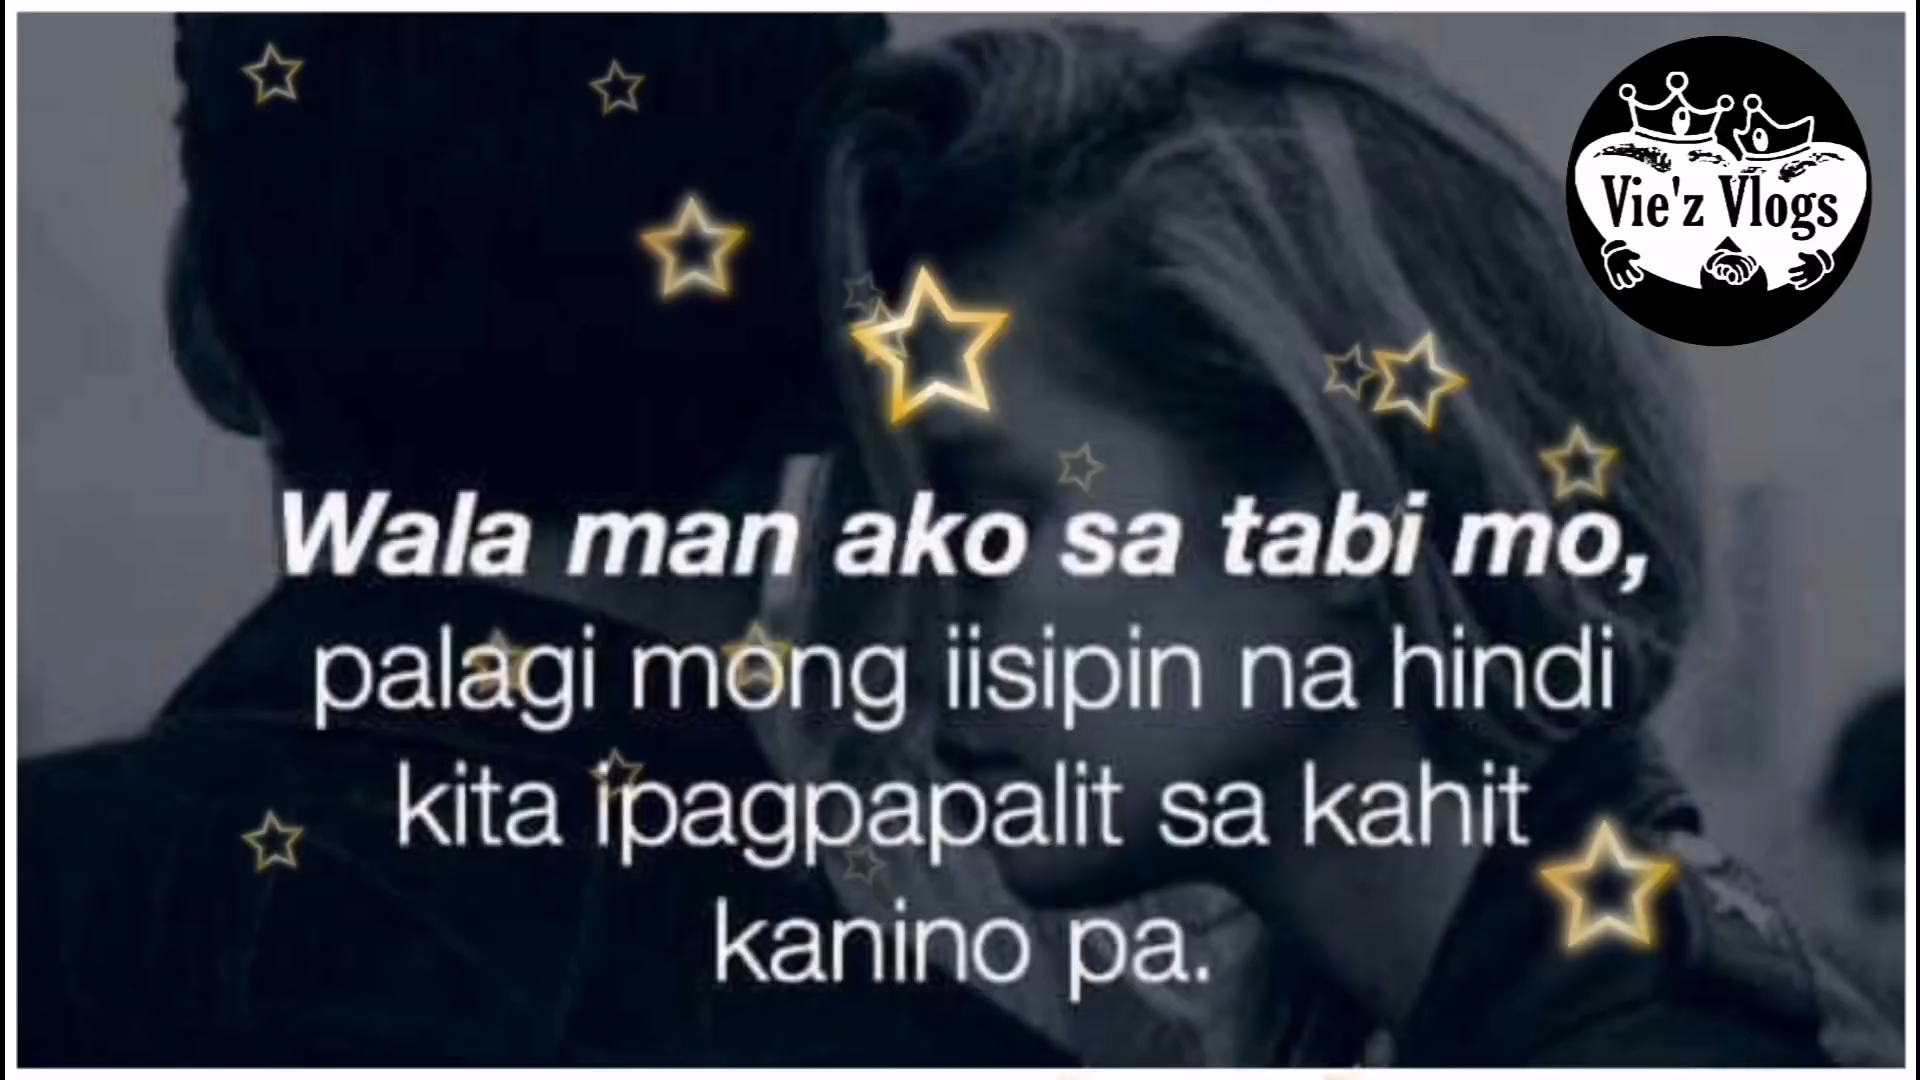 Vie'z Vlogs
Wala man ako sa tabi mo,
palagi mong iisipin na hindi
kita ipagpapalit sa kahit
kanino pa.